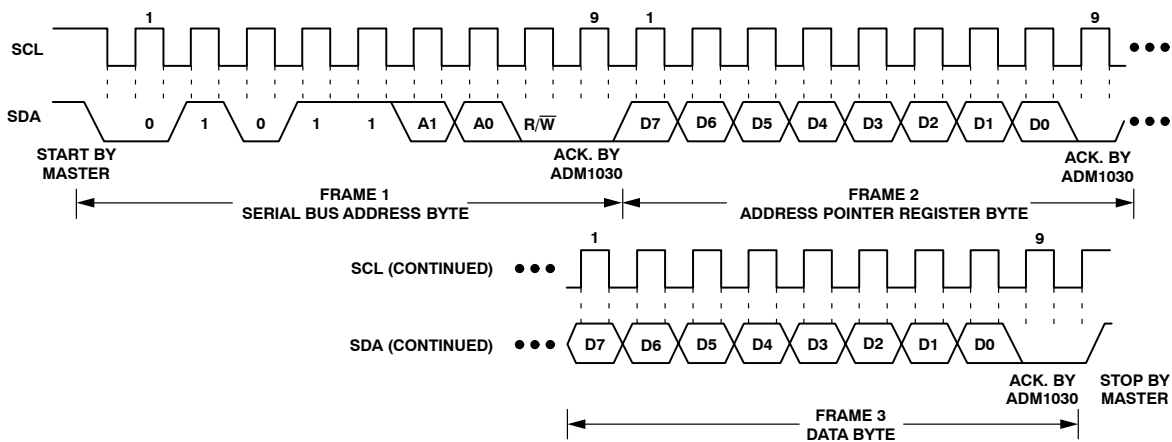 1 9 1 9
SCL
SDA 0 1 0 1 1 A1 A0 R/W̅ D7 D6 D5 D4 D3 D2 D1 D0
START BY MASTER
ACK. BY ADM1030
ACK. BY ADM1030
FRAME 1
SERIAL BUS ADDRESS BYTE
FRAME 2
ADDRESS POINTER REGISTER BYTE
1 9
SCL (CONTINUED)
SDA (CONTINUED) D7 D6 D5 D4 D3 D2 D1 D0
ACK. BY ADM1030
STOP BY MASTER
FRAME 3
DATA BYTE